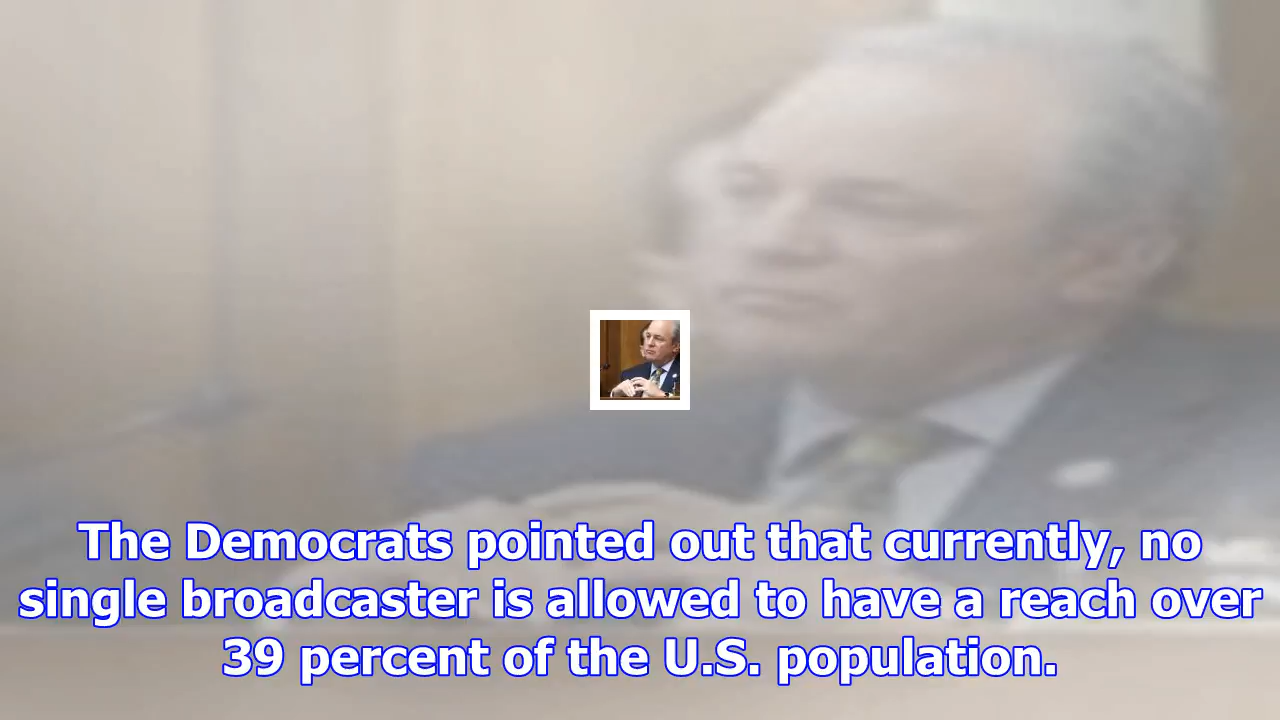 The Democrats pointed out that currently, no
single broadcaster is allowed to have a reach over
39 percent of the U.S. population.